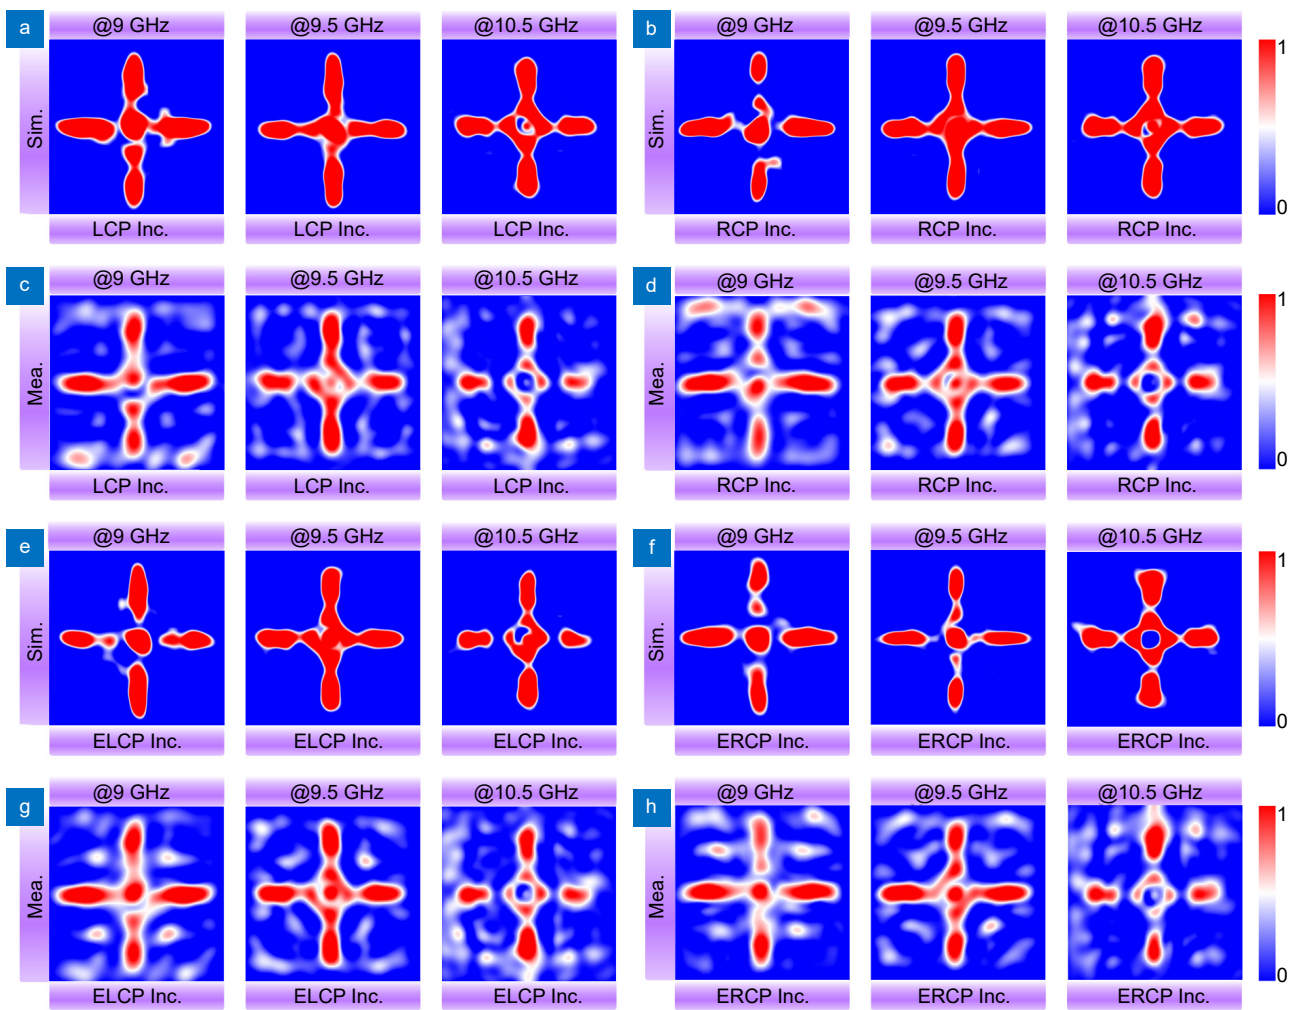 a @9 GHz @9.5 GHz @10.5 GHz b @9 GHz @9.5 GHz @10.5 GHz
Sim. Sim. 1 0
LCP Inc. LCP Inc. LCP Inc. RCP Inc. RCP Inc. RCP Inc.
c @9 GHz @9.5 GHz @10.5 GHz d @9 GHz @9.5 GHz @10.5 GHz
Mea. Mea. 1 0
LCP Inc. LCP Inc. LCP Inc. RCP Inc. RCP Inc. RCP Inc.
e @9 GHz @9.5 GHz @10.5 GHz f @9 GHz @9.5 GHz @10.5 GHz
Sim. Sim. 1 0
ELCP Inc. ELCP Inc. ELCP Inc. ERCP Inc. ERCP Inc. ERCP Inc.
g @9 GHz @9.5 GHz @10.5 GHz h @9 GHz @9.5 GHz @10.5 GHz
Mea. Mea. 1 0
ELCP Inc. ELCP Inc. ELCP Inc. ERCP Inc. ERCP Inc. ERCP Inc.